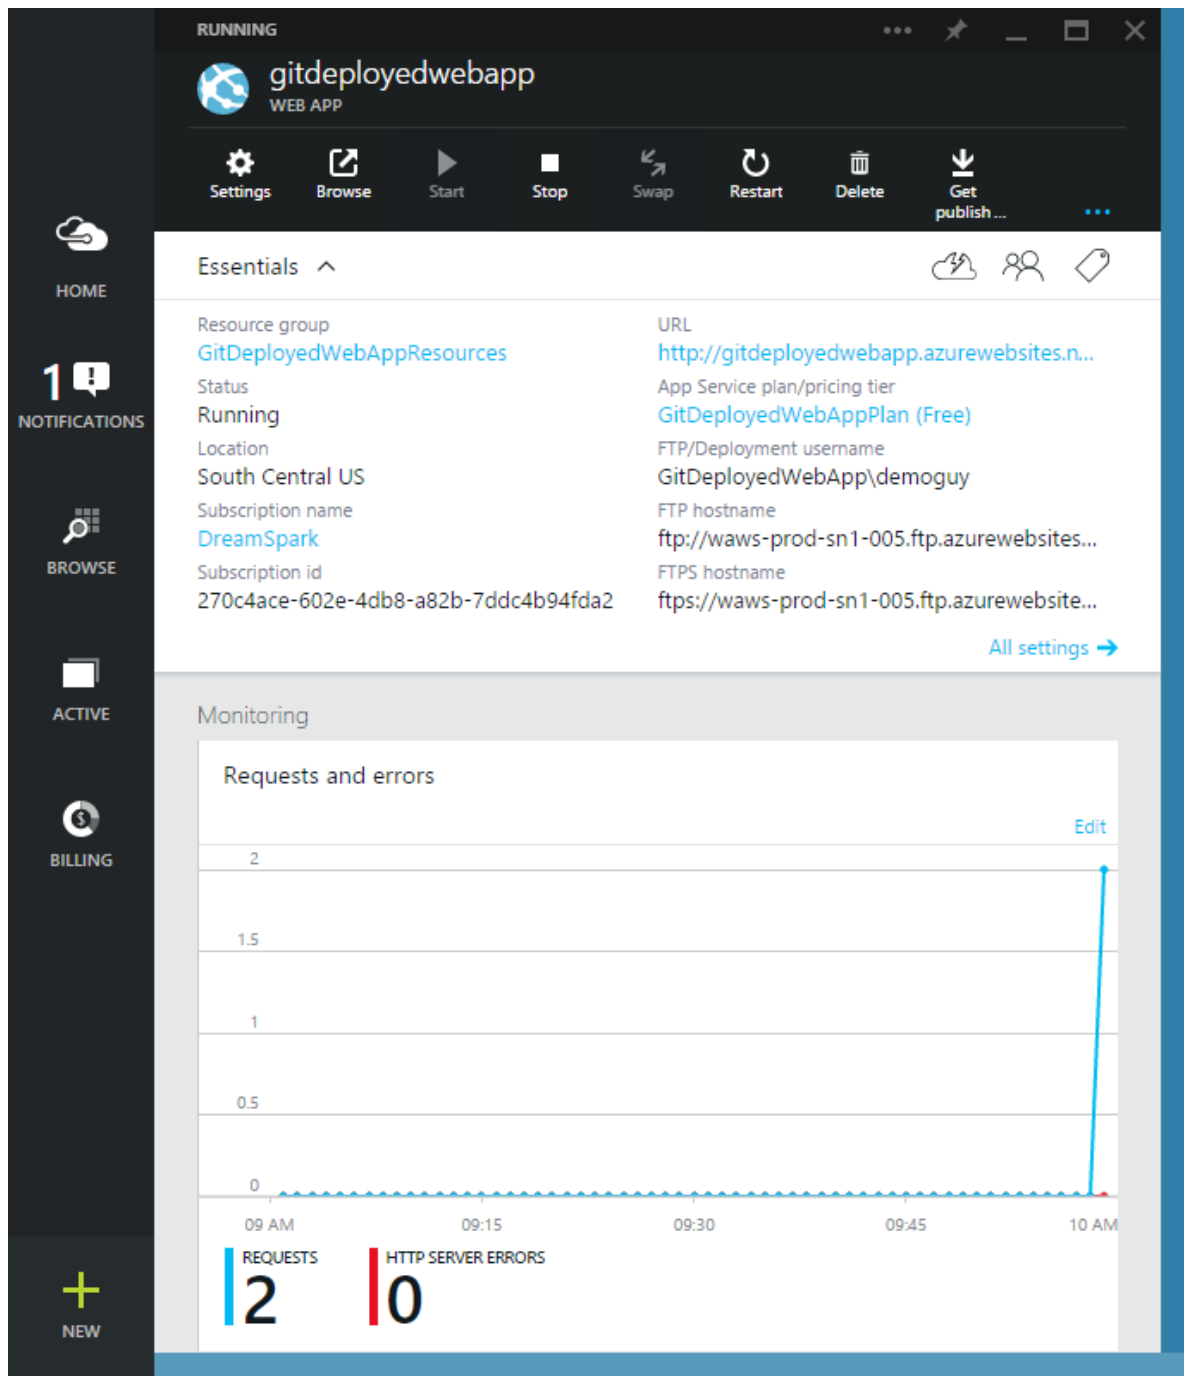 RUNNING
gitdeployedwebapp
WEB APP
Settings
Browse
Start
Stop
Swap
Restart
Delete
Get
publish ...
HOME
1
NOTIFICATIONS
BROWSE
ACTIVE
BILLING
NEW
Essentials
Resource group
GitDeployedWebAppResources
Status
Running
Location
South Central US
Subscription name
DreamSpark
Subscription id
270c4ace-602e-4db8-a82b-7ddc4b94fda2
URL
http://gitdeployedwebapp.azurewebsites.n...
App Service plan/pricing tier
GitDeployedWebAppPlan (Free)
FTP/Deployment username
GitDeployedWebApp\demoguy
FTP hostname
ftp://waws-prod-sn1-005.ftp.azurewebsites...
FTPS hostname
ftps://waws-prod-sn1-005.ftp.azurewebsite...
All settings
Monitoring
Requests and errors
Edit
2
1.5
1
0.5
0
09 AM 09:15 09:30 09:45 10 AM
REQUESTS
2
HTTP SERVER ERRORS
0